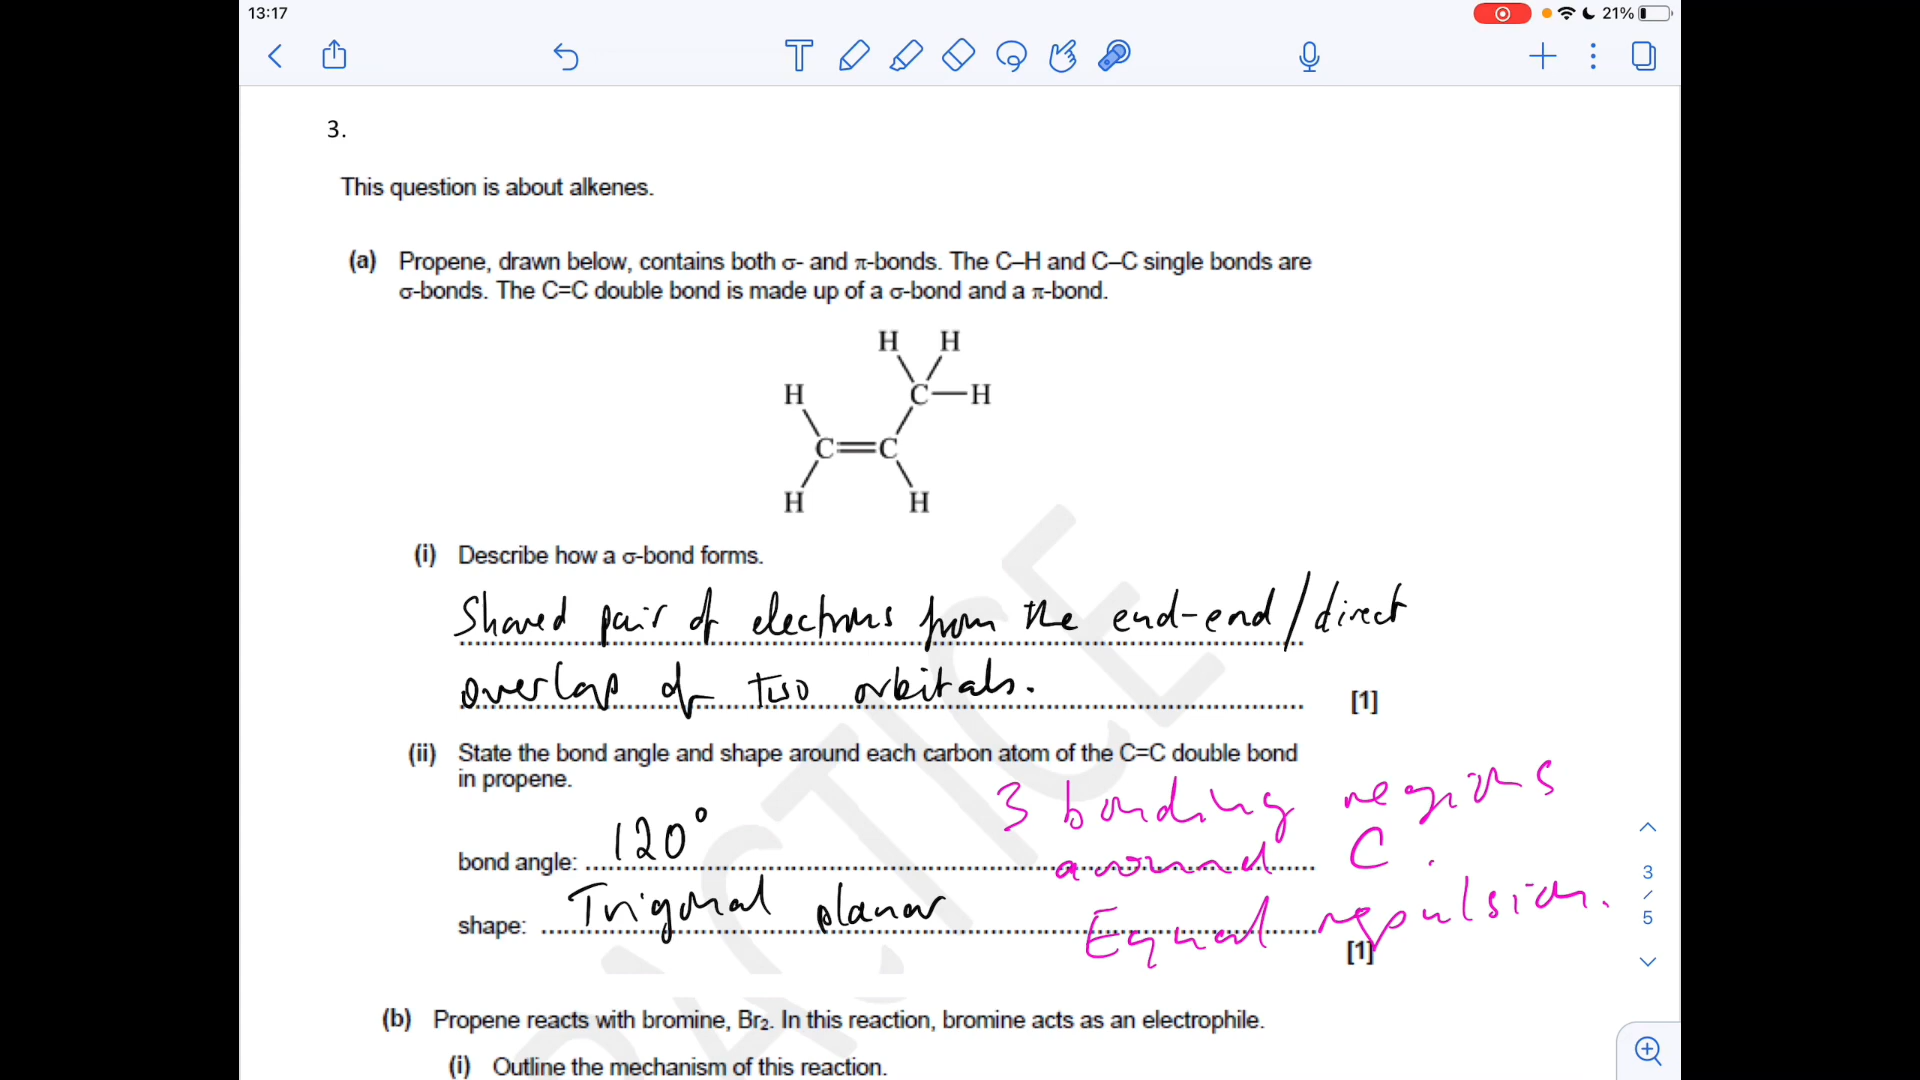 13:17
21%
3.
This question is about alkenes.
(a) Propene, drawn below, contains both σ- and π-bonds. The C–H and C–C single bonds are
σ-bonds. The C=C double bond is made up of a σ-bond and a π-bond.
H H
H C—H
C=C
H H
(i) Describe how a σ-bond forms.
Shared pair of electrons from the end-end/direct
overlap of two orbitals.
[1]
(ii) State the bond angle and shape around each carbon atom of the C=C double bond
in propene.
3 bonding regions
around C.
bond angle: 120°
shape: Trigonal planar
Equal repulsion.
[1]
3
/
5
(b) Propene reacts with bromine, Br₂. In this reaction, bromine acts as an electrophile.
(i) Outline the mechanism of this reaction.
PRACTICE